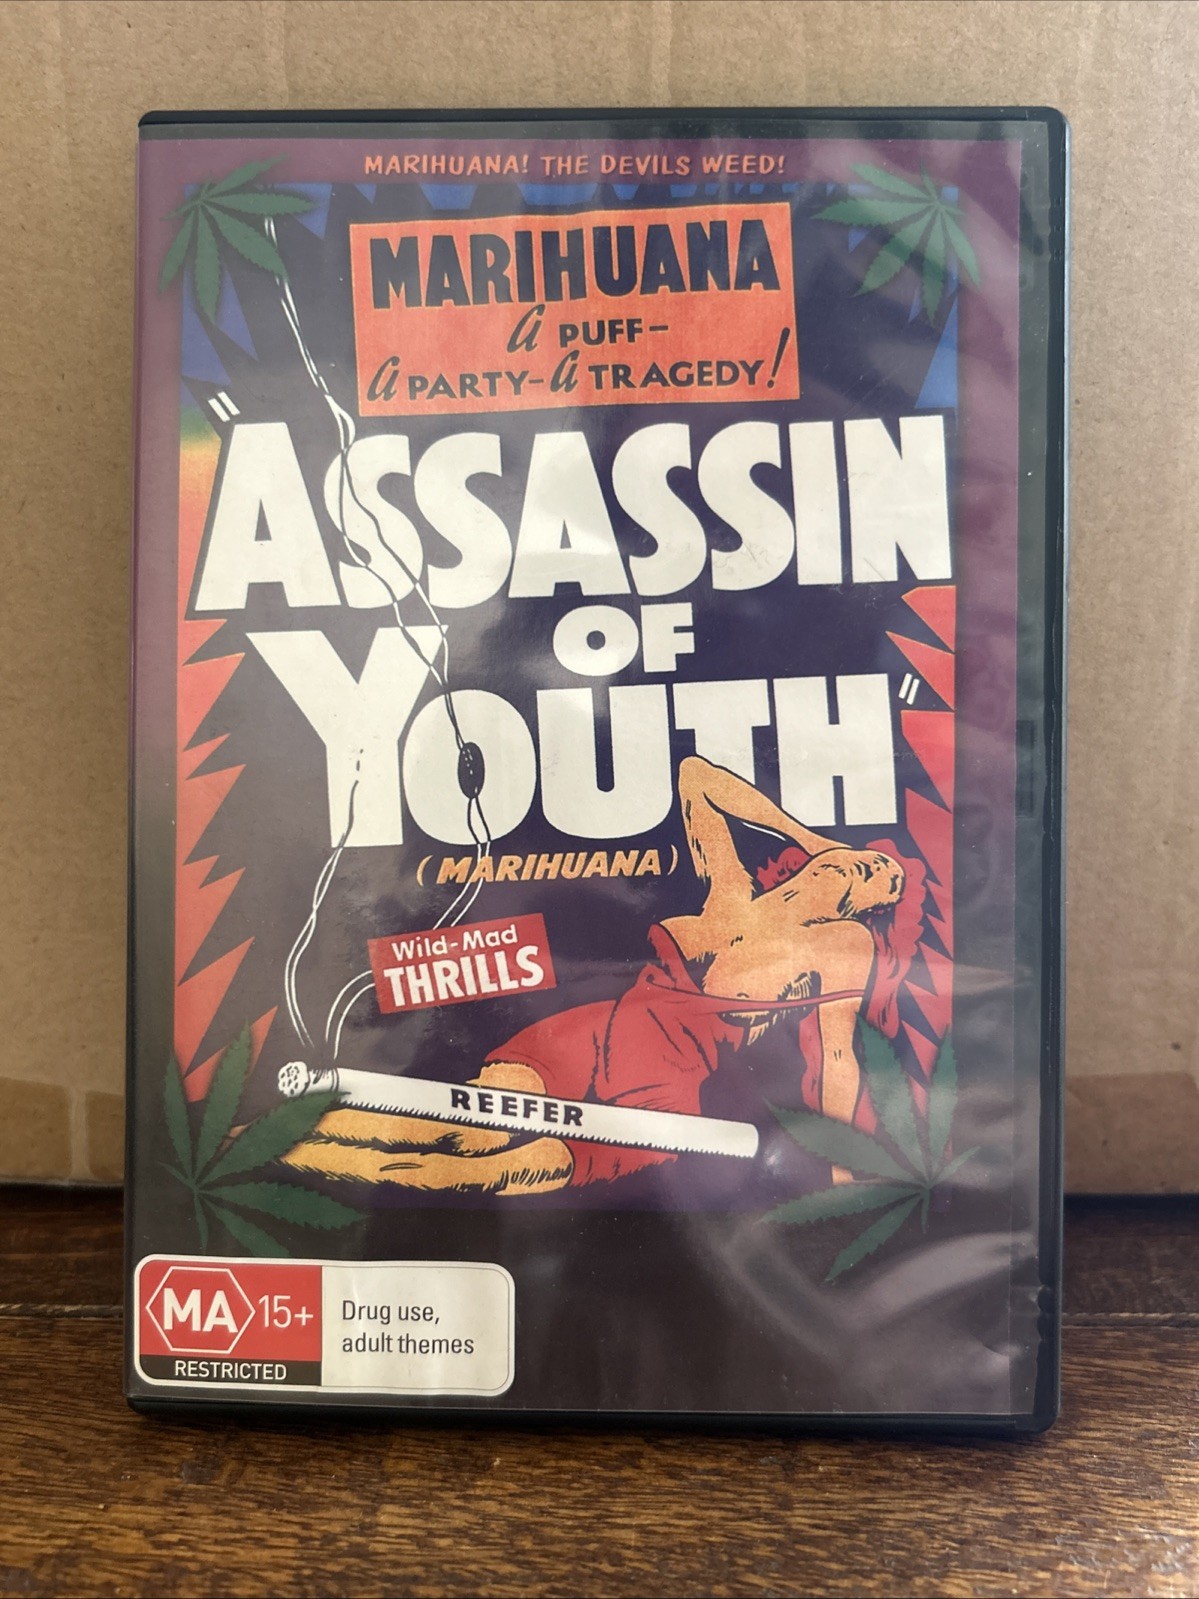 MARIHUANA! THE DEVILS WEED!
MARIHUANA
A PUFF-
A PARTY-A TRAGEDY!
"ASSASSIN
OF
YOUTH"
(MARIHUANA)
Wild-Mad
THRILLS
REEFER
MA 15+
RESTRICTED
Drug use,
adult themes